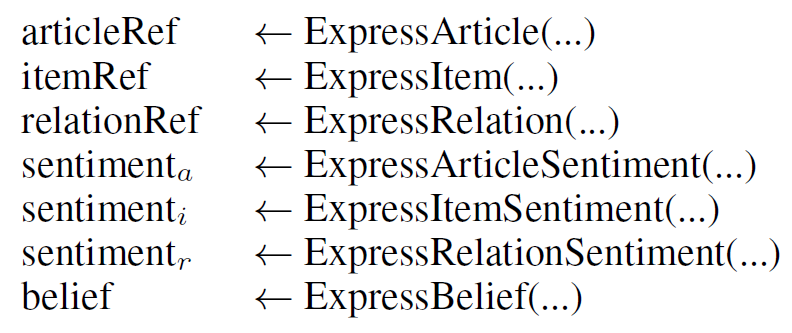 articleRef ← ExpressArticle(...)
itemRef ← ExpressItem(...)
relationRef ← ExpressRelation(...)
sentimentₐ ← ExpressArticleSentiment(...)
sentimentᵢ ← ExpressItemSentiment(...)
sentimentᵣ ← ExpressRelationSentiment(...)
belief ← ExpressBelief(...)